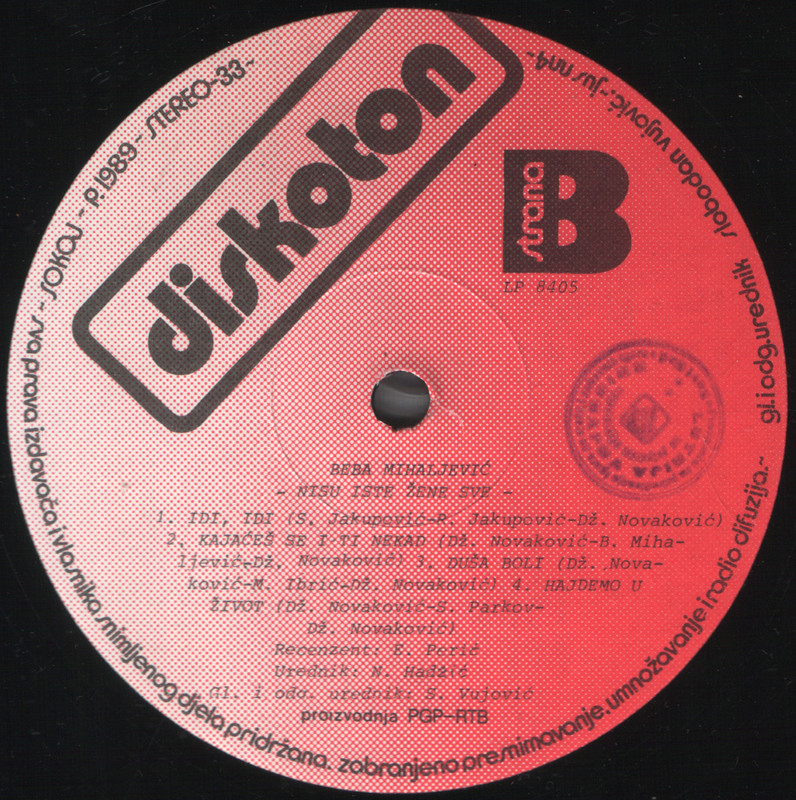 diskoton
strana B
LP 8405
BEBA MIHALJEVIĆ
- NISU ISTE ŽENE SVE -
1. IDI, IDI (S. Jakupović-R. Jakupović-Dž. Novaković)
2. KAJAĆEŠ SE I TI NEKAD (Dž. Novaković-B. Miha-
ljević-Dž, Novaković) 3. DUŠA BOLI (Dž. Nova-
ković-M. Ibrić-Dž. Novaković) 4. HAJDEMO U
ŽIVOT (Dž. Novaković-S. Parkov-
Dž. Novaković)
Recenzent: E. Perić
Urednik: N. Hadžić
Gl. i odg. urednik: S. Vujović
proizvodnja PGP-RTB
STEREO-33~
P.1989~
SOKOJ~
sva prava izdavača i vlasnika snimljenog djela pridržana. zabranjeno presnimavanje, umnožavanje i radio difuzija.~
gl. i odg. urednik slobodan vujović.~